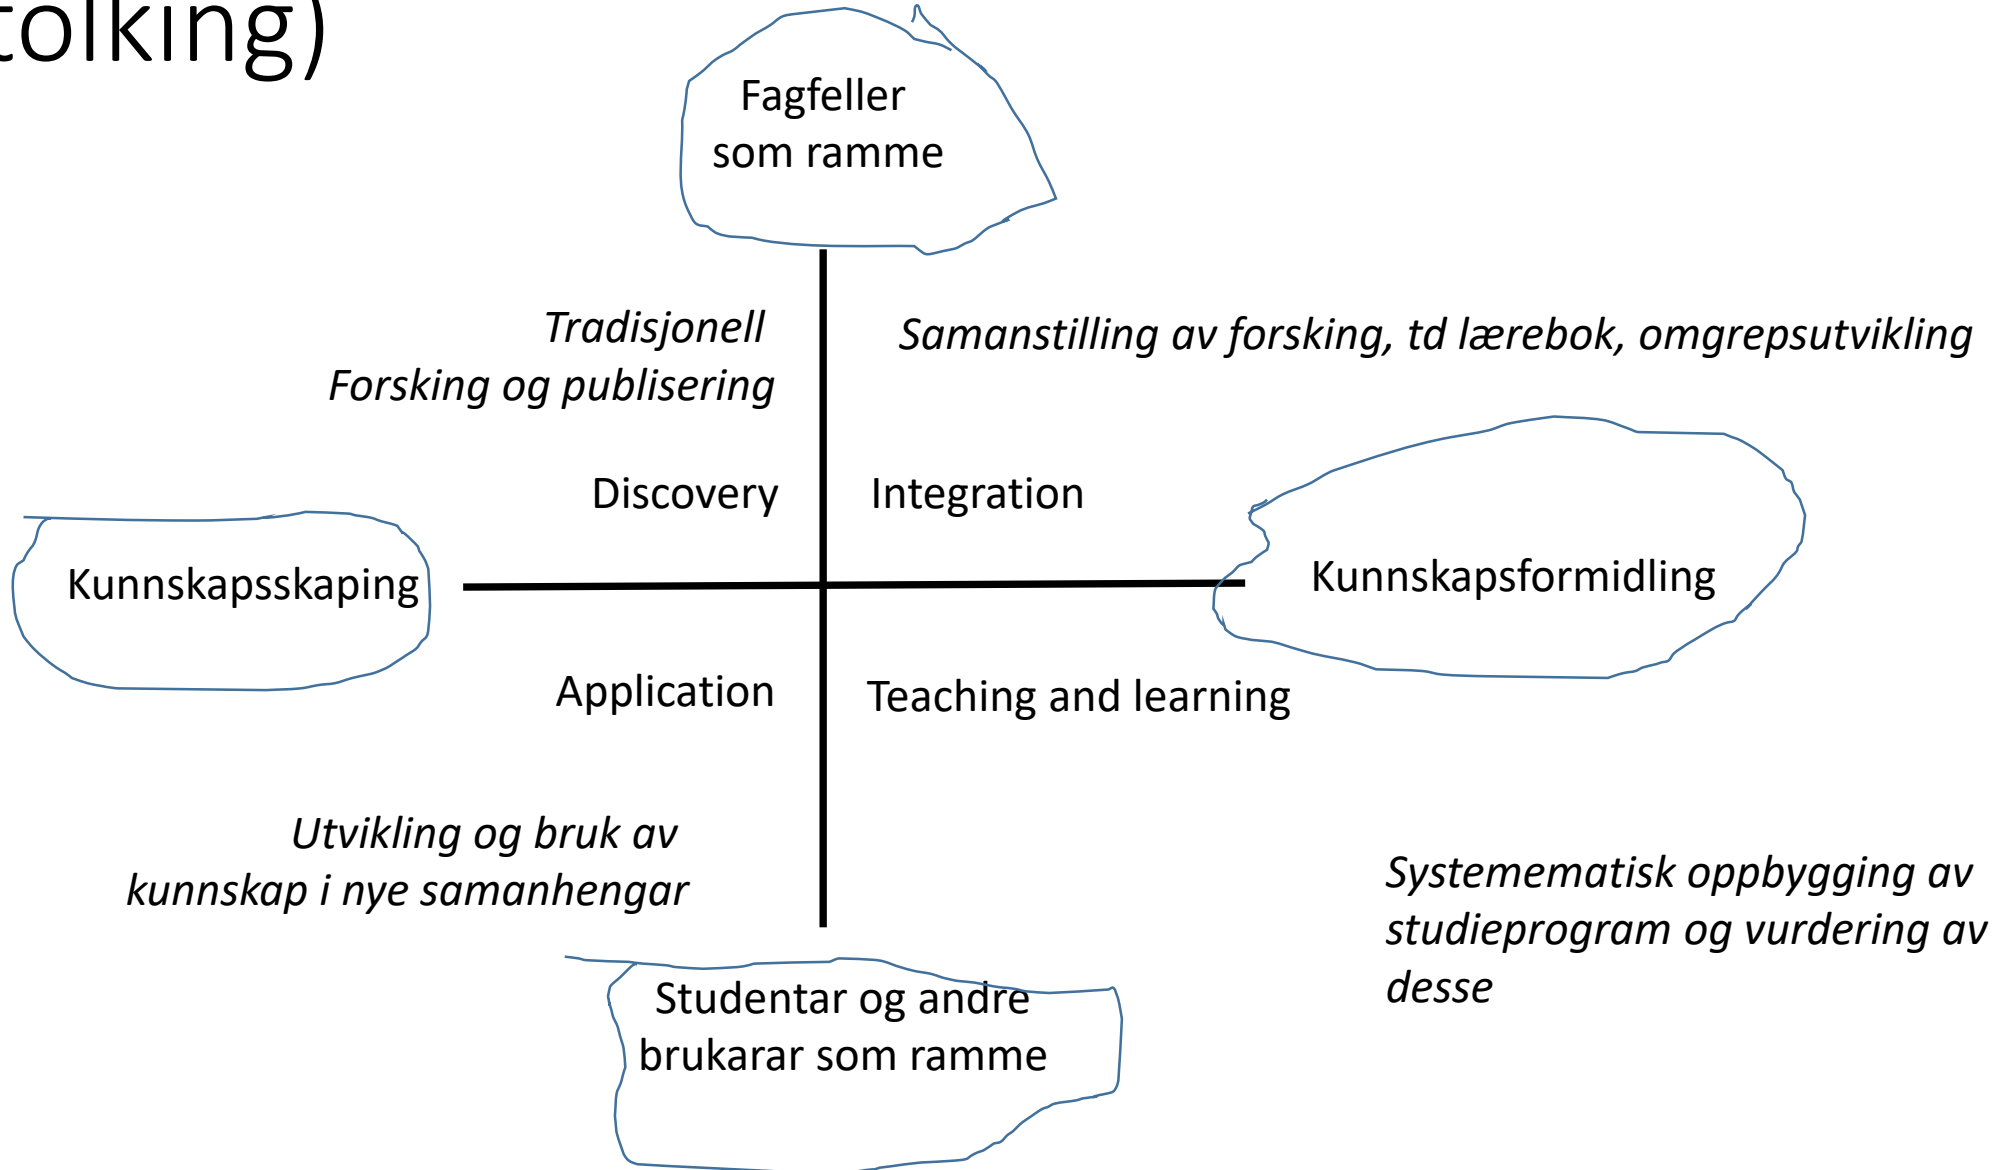 tolking)
Fagfeller
som ramme
Tradisjonell
Forsking og publisering
Samanstilling av forsking, td lærebok, omgrepsutvikling
Discovery
Integration
Kunnskapsskaping
Kunnskapsformidling
Application
Teaching and learning
Utvikling og bruk av
kunnskap i nye samanhengar
Systemematisk oppbygging av
studieprogram og vurdering av
desse
Studentar og andre
brukarar som ramme